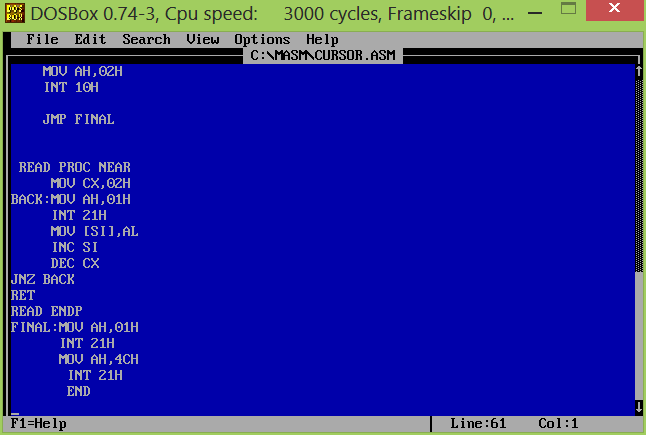 DOS BOX DOSBox 0.74-3, Cpu speed: 3000 cycles, Frameskip 0, ...
File Edit Search View Options Help
C:\MASM\CURSOR.ASM
MOV AH,02H
INT 10H
JMP FINAL
READ PROC NEAR
MOV CX,02H
BACK:MOV AH,01H
INT 21H
MOV [SI],AL
INC SI
DEC CX
JNZ BACK
RET
READ ENDP
FINAL:MOV AH,01H
INT 21H
MOV AH,4CH
INT 21H
END
F1=Help Line:61 Col:1